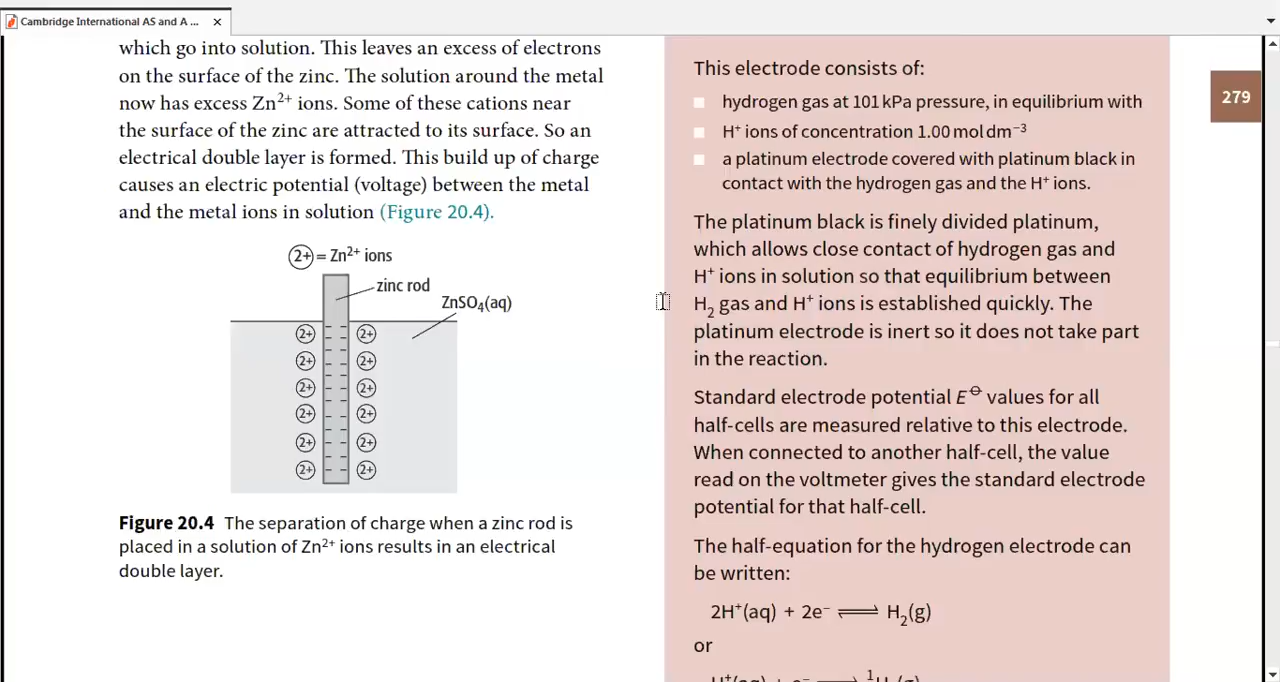 Cambridge International AS and A ...
which go into solution. This leaves an excess of electrons
on the surface of the zinc. The solution around the metal
now has excess Zn²⁺ ions. Some of these cations near
the surface of the zinc are attracted to its surface. So an
electrical double layer is formed. This build up of charge
causes an electric potential (voltage) between the metal
and the metal ions in solution (Figure 20.4).
2+ = Zn²⁺ ions
zinc rod
ZnSO₄(aq)
2+ 2+
2+ 2+
2+ 2+
2+ 2+
2+ 2+
2+ 2+
Figure 20.4 The separation of charge when a zinc rod is
placed in a solution of Zn²⁺ ions results in an electrical
double layer.
This electrode consists of:
hydrogen gas at 101 kPa pressure, in equilibrium with
H⁺ ions of concentration 1.00 mol dm⁻³
a platinum electrode covered with platinum black in
contact with the hydrogen gas and the H⁺ ions.
The platinum black is finely divided platinum,
which allows close contact of hydrogen gas and
H⁺ ions in solution so that equilibrium between
H₂ gas and H⁺ ions is established quickly. The
platinum electrode is inert so it does not take part
in the reaction.
Standard electrode potential E⦵ values for all
half-cells are measured relative to this electrode.
When connected to another half-cell, the value
read on the voltmeter gives the standard electrode
potential for that half-cell.
The half-equation for the hydrogen electrode can
be written:
2H⁺(aq) + 2e⁻ ⇌ H₂(g)
or
279